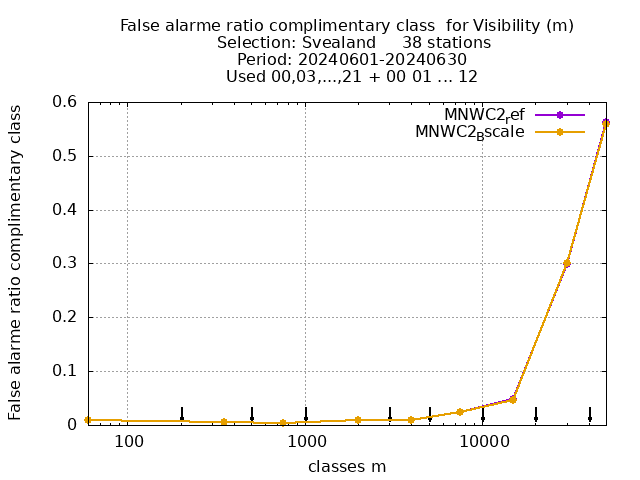 False alarme ratio complimentary class  for Visibility (m)
Selection: Svealand     38 stations
Period: 20240601-20240630
Used 00,03,...,21 + 00 01 ... 12
False alarme ratio complimentary class
0.6
0.5
0.4
0.3
0.2
0.1
0
MNWC2_ref
MNWC2_Bscale
100
1000
10000
classes m